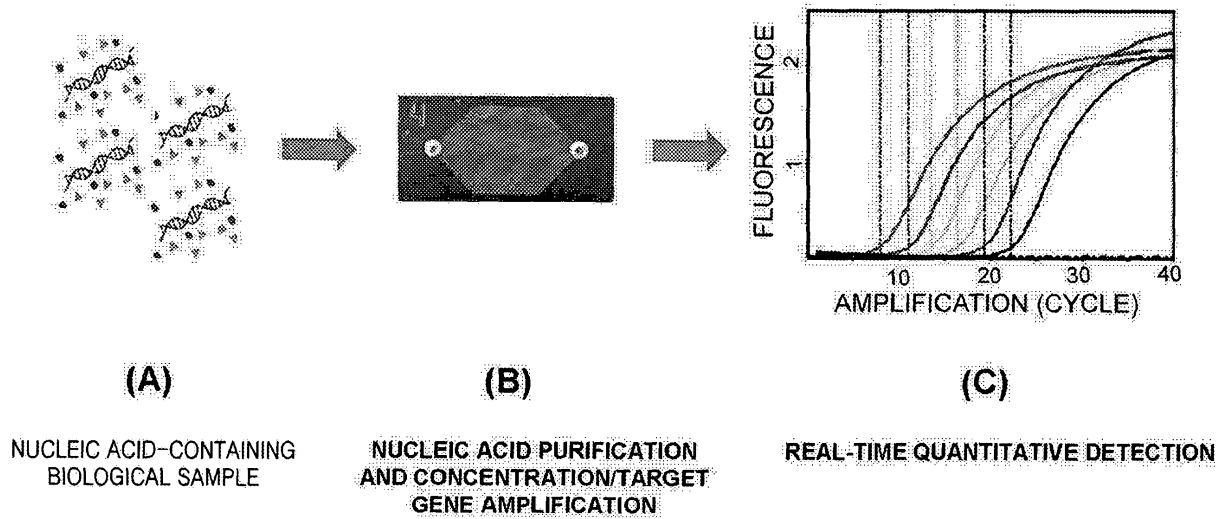 FLUORESCENCE
2
1
10
20
30
40
AMPLIFICATION (CYCLE)
(A)
(B)
(C)
NUCLEIC ACID-CONTAINING
BIOLOGICAL SAMPLE
NUCLEIC ACID PURIFICATION
AND CONCENTRATION/TARGET
GENE AMPLIFICATION
REAL-TIME QUANTITATIVE DETECTION